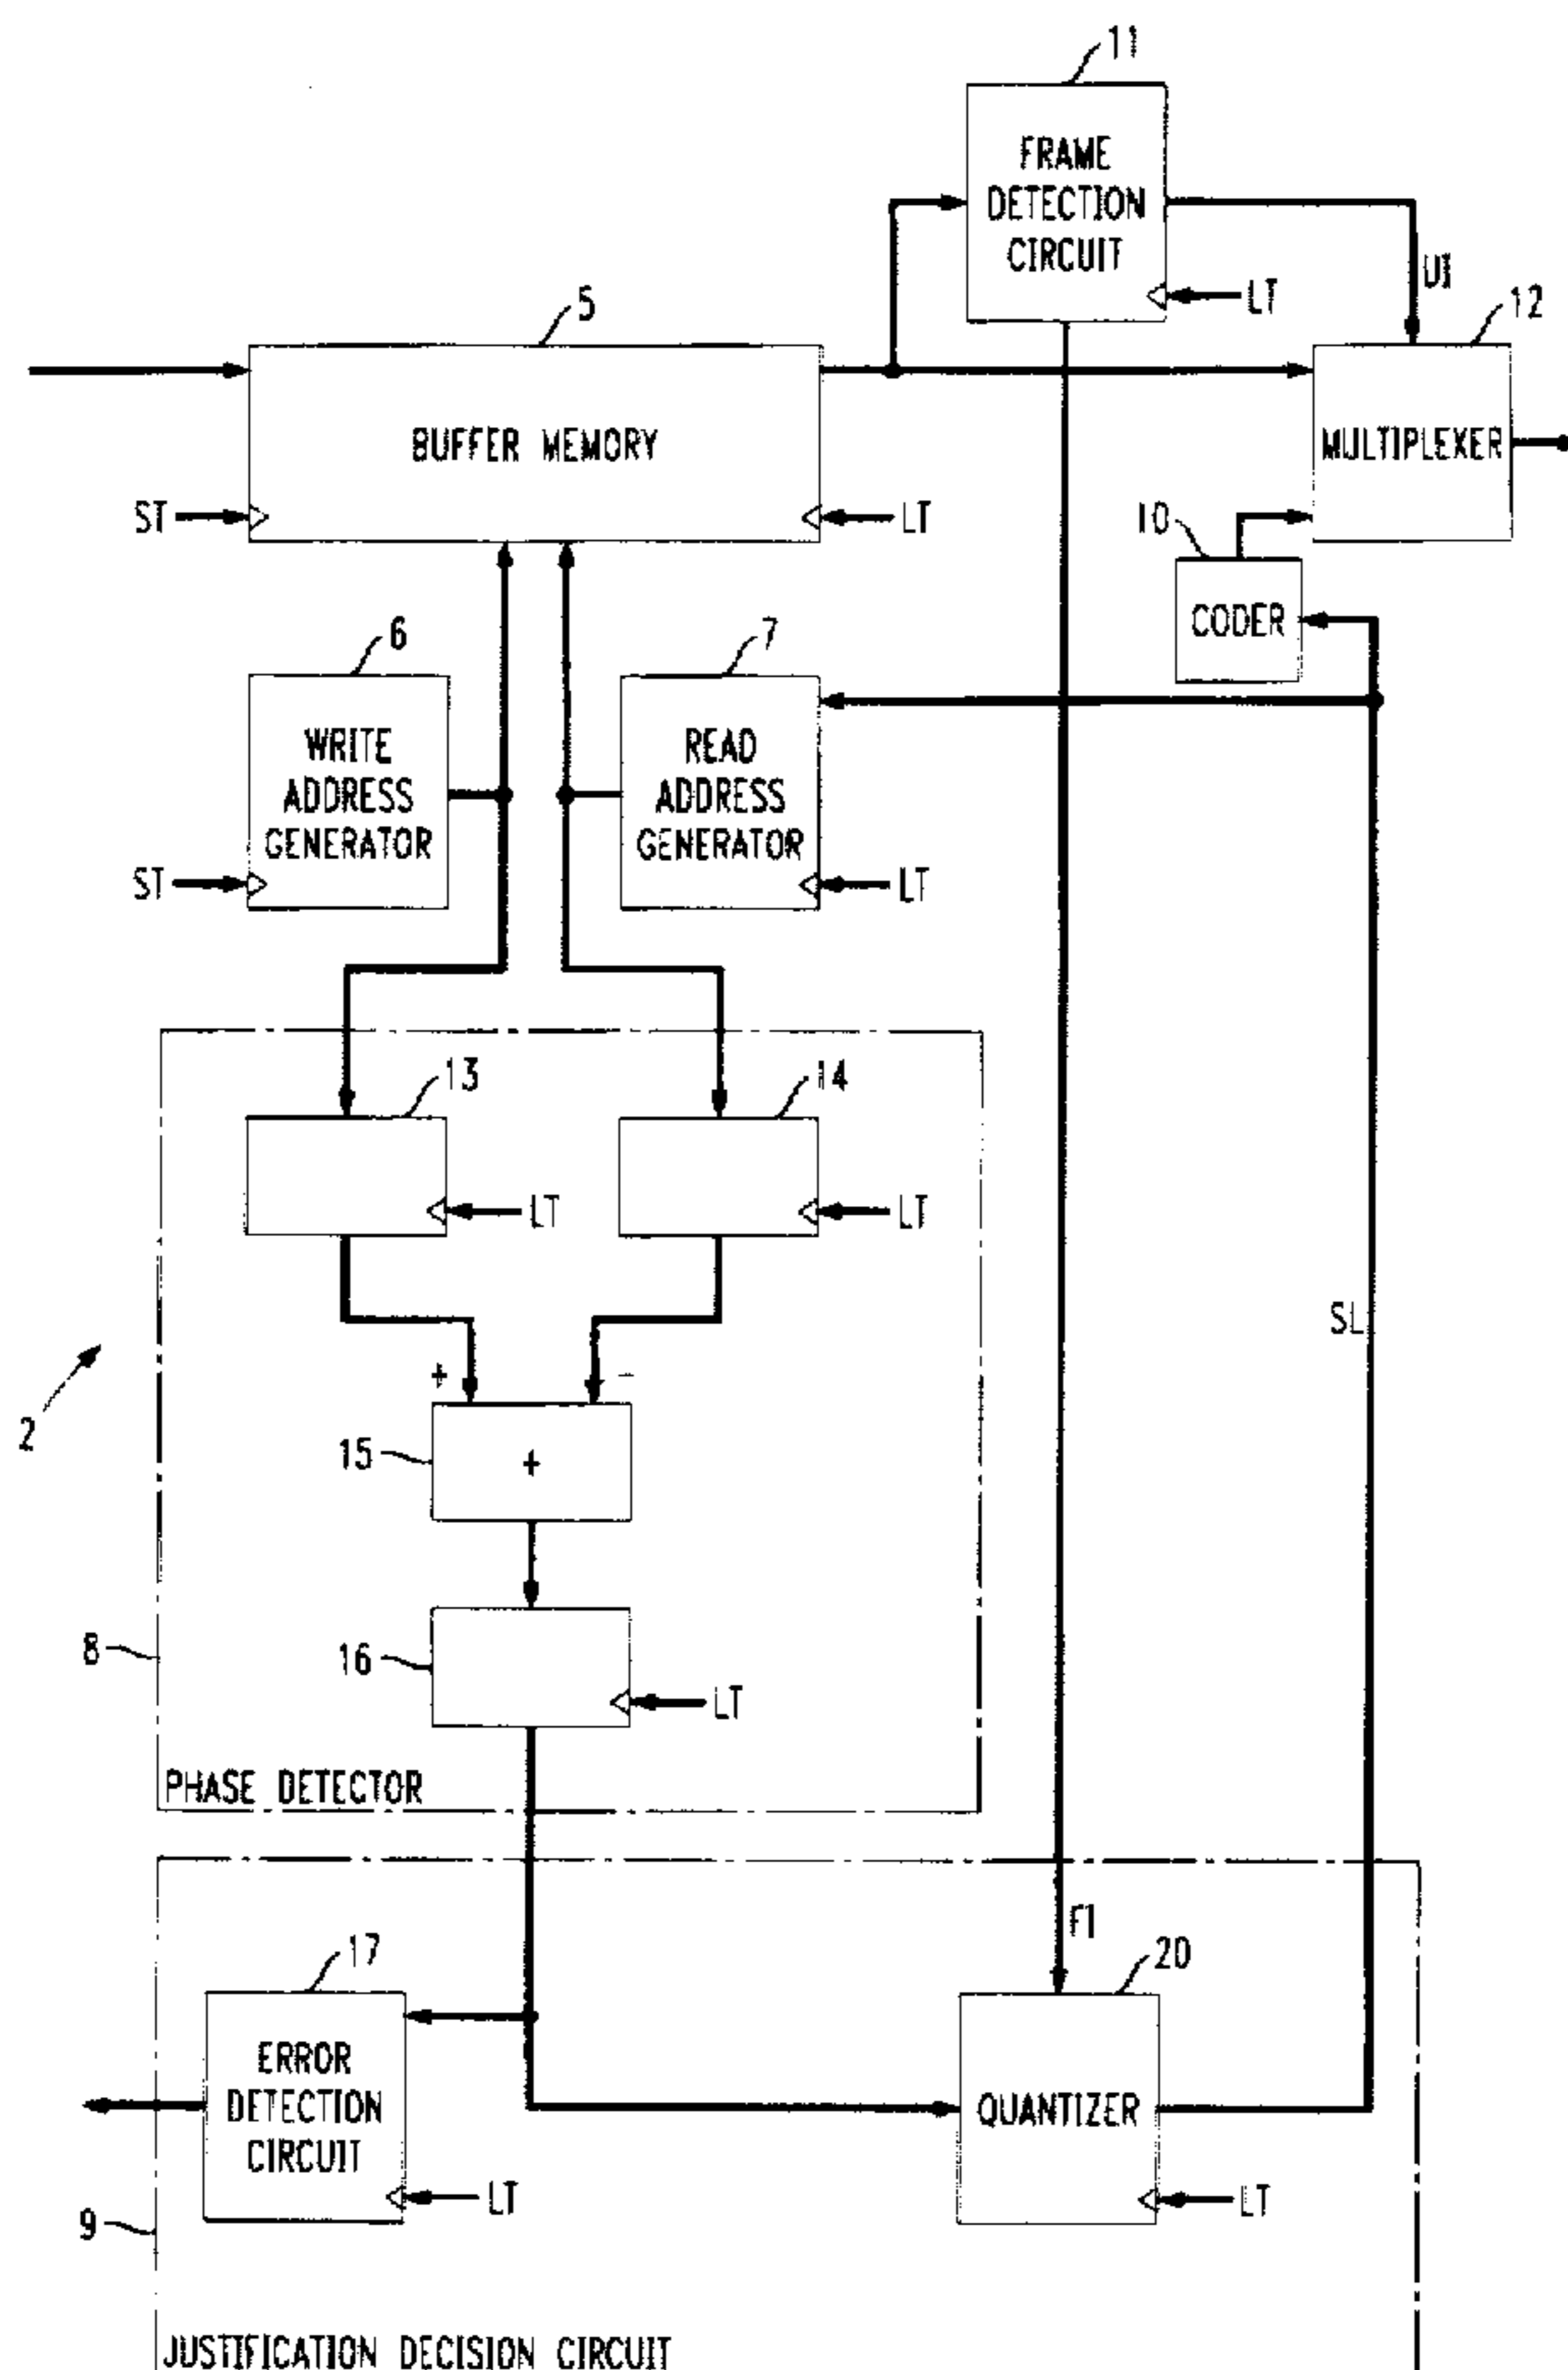 11
FRAME
DETECTION
CIRCUIT
LT
UI
12
5
BUFFER MEMORY
ST
LT
MULTIPLEXER
10
CODER
6
WRITE
ADDRESS
GENERATOR
ST
7
READ
ADDRESS
GENERATOR
LT
13
LT
14
LT
SL
+
-
2
15
+
8
16
LT
PHASE DETECTOR
F1
17
ERROR
DETECTION
CIRCUIT
LT
20
QUANTIZER
LT
9
JUSTIFICATION DECISION CIRCUIT